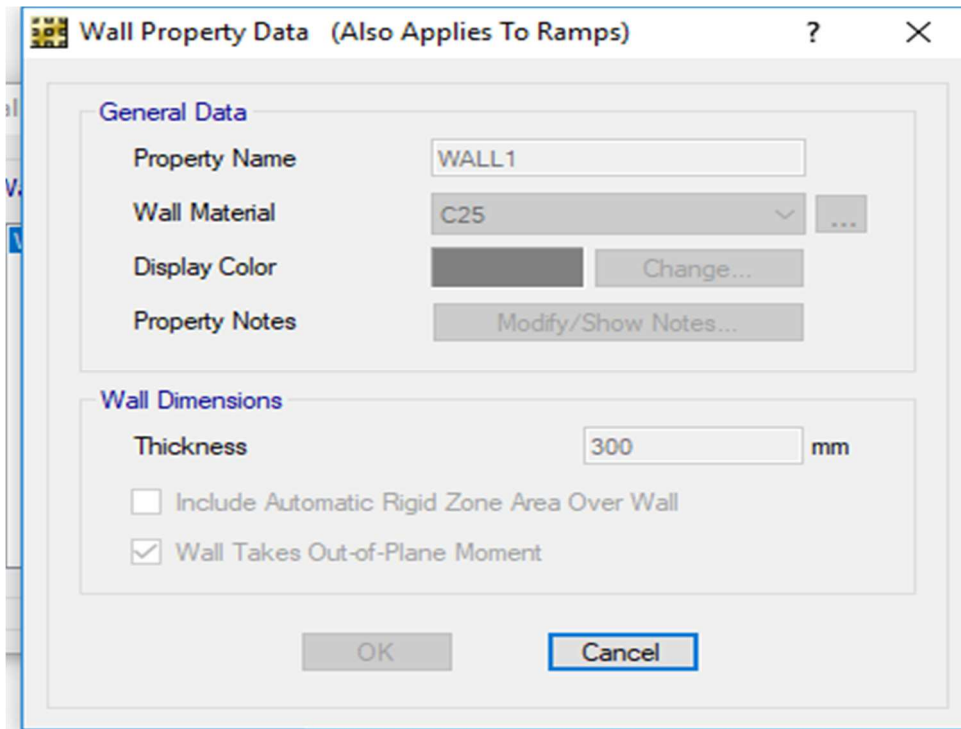 Wall Property Data (Also Applies To Ramps)
General Data
Property Name WALL1
Wall Material C25 ...
Display Color Change...
Property Notes Modify/Show Notes...
Wall Dimensions
Thickness 300 mm
Include Automatic Rigid Zone Area Over Wall
Wall Takes Out-of-Plane Moment
OK Cancel